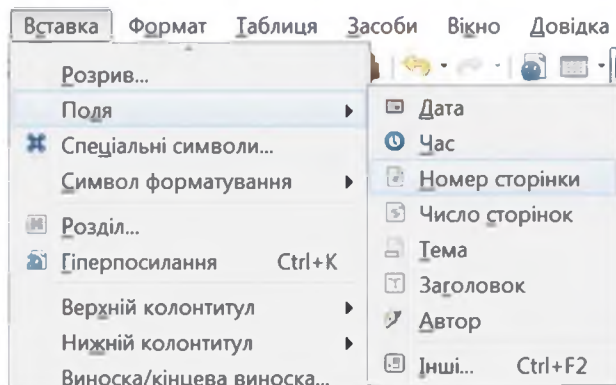 Вставка Формат Таблиця Засоби Вікно Довідка
Розрив...
Поля
Спеціальні символи...
Символ форматування
Розділ...
Гіперпосилання Ctrl+K
Верхній колонтитул
Нижній колонтитул
Виноска/кінцева виноска...
Дата
Час
Номер сторінки
Число сторінок
Тема
Заголовок
Автор
Інші... Ctrl+F2